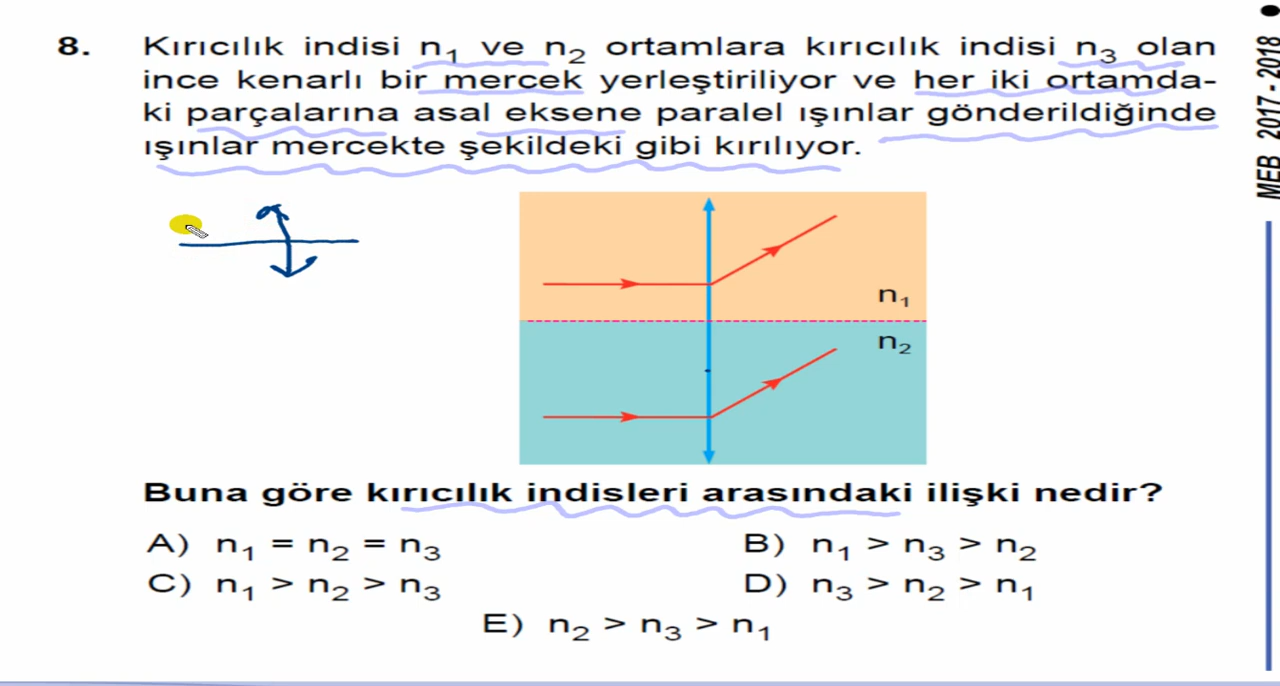 8. Kırıcılık indisi n₁ ve n₂ ortamlara kırıcılık indisi n₃ olan
ince kenarlı bir mercek yerleştiriliyor ve her iki ortamda-
ki parçalarına asal eksene paralel ışınlar gönderildiğinde
ışınlar mercekte şekildeki gibi kırılıyor.
n₁
n₂
Buna göre kırıcılık indisleri arasındaki ilişki nedir?
A) n₁ = n₂ = n₃
B) n₁ > n₃ > n₂
C) n₁ > n₂ > n₃
D) n₃ > n₂ > n₁
E) n₂ > n₃ > n₁
MEB 2017 - 2018